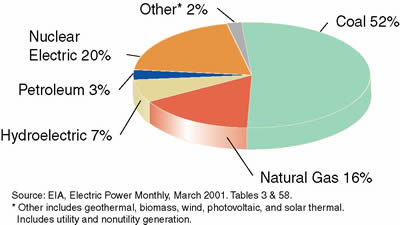 Other* 2%
Coal 52%
Nuclear
Electric 20%
Petroleum 3%
Hydroelectric 7%
Natural Gas 16%
Source: EIA, Electric Power Monthly, March 2001. Tables 3 & 58.
* Other includes geothermal, biomass, wind, photovoltaic, and solar thermal.
Includes utility and nonutility generation.